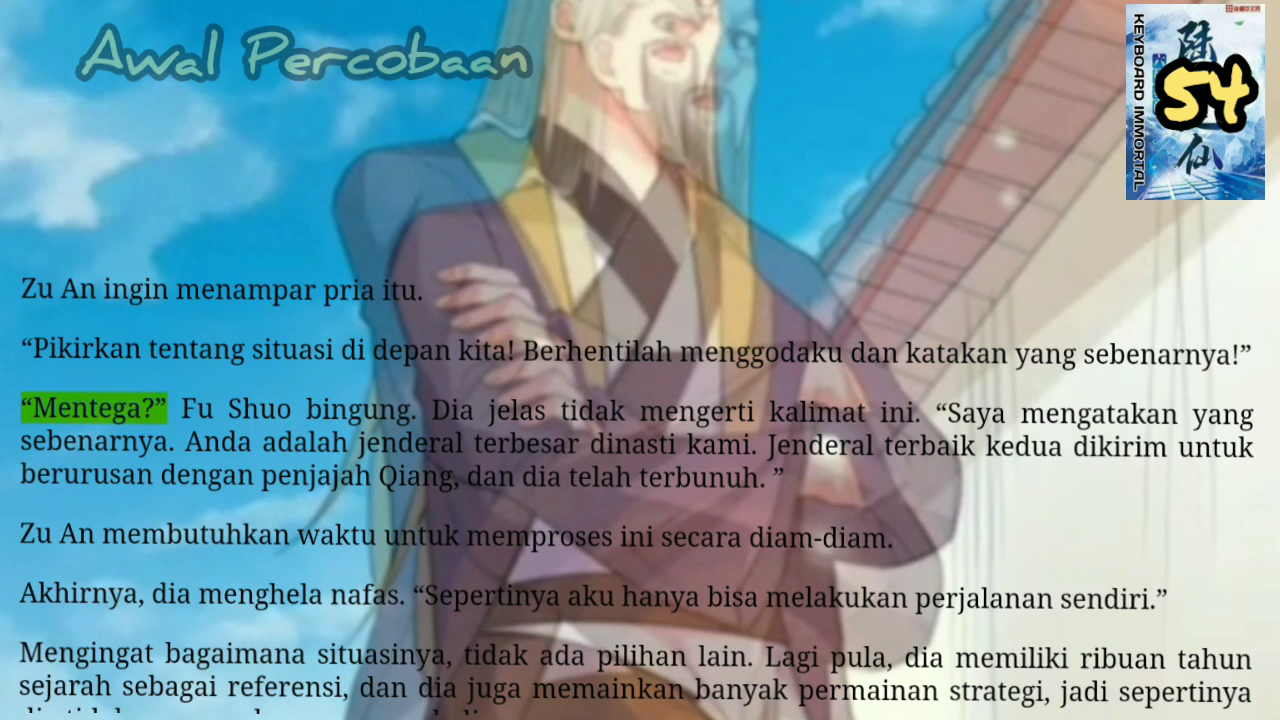 Awal Percobaan
KEYBOARD IMMORTAL
陆
仙
54
Zu An ingin menampar pria itu.
“Pikirkan tentang situasi di depan kita! Berhentilah menggodaku dan katakan yang sebenarnya!”
“Mentega?” Fu Shuo bingung. Dia jelas tidak mengerti kalimat ini. “Saya mengatakan yang
sebenarnya. Anda adalah jenderal terbesar dinasti kami. Jenderal terbaik kedua dikirim untuk
berurusan dengan penjajah Qiang, dan dia telah terbunuh. ”
Zu An membutuhkan waktu untuk memproses ini secara diam-diam.
Akhirnya, dia menghela nafas. “Sepertinya aku hanya bisa melakukan perjalanan sendiri.”
Mengingat bagaimana situasinya, tidak ada pilihan lain. Lagi pula, dia memiliki ribuan tahun
sejarah sebagai referensi, dan dia juga memainkan banyak permainan strategi, jadi sepertinya